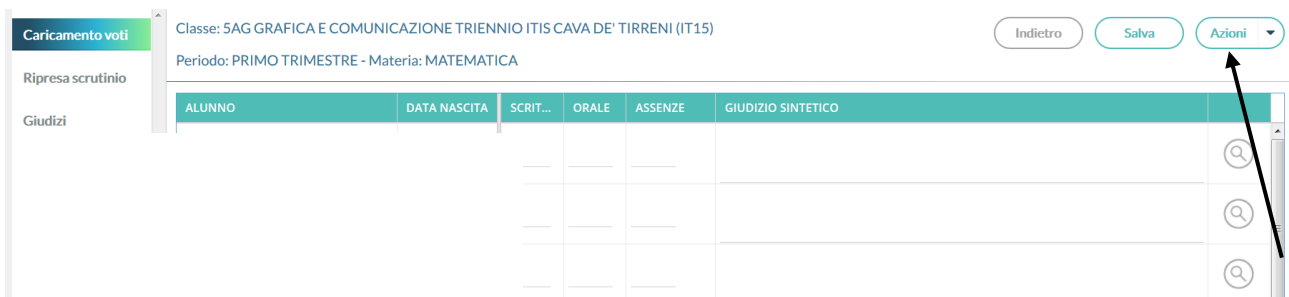 Caricamento voti
Ripresa scrutinio
Giudizi
Classe: 5AG GRAFICA E COMUNICAZIONE TRIENNIO ITIS CAVA DE' TIRRENI (IT15)
Periodo: PRIMO TRIMESTRE - Materia: MATEMATICA
Indietro Salva Azioni
ALUNNO DATA NASCITA SCRIT... ORALE ASSENZE GIUDIZIO SINTETICO